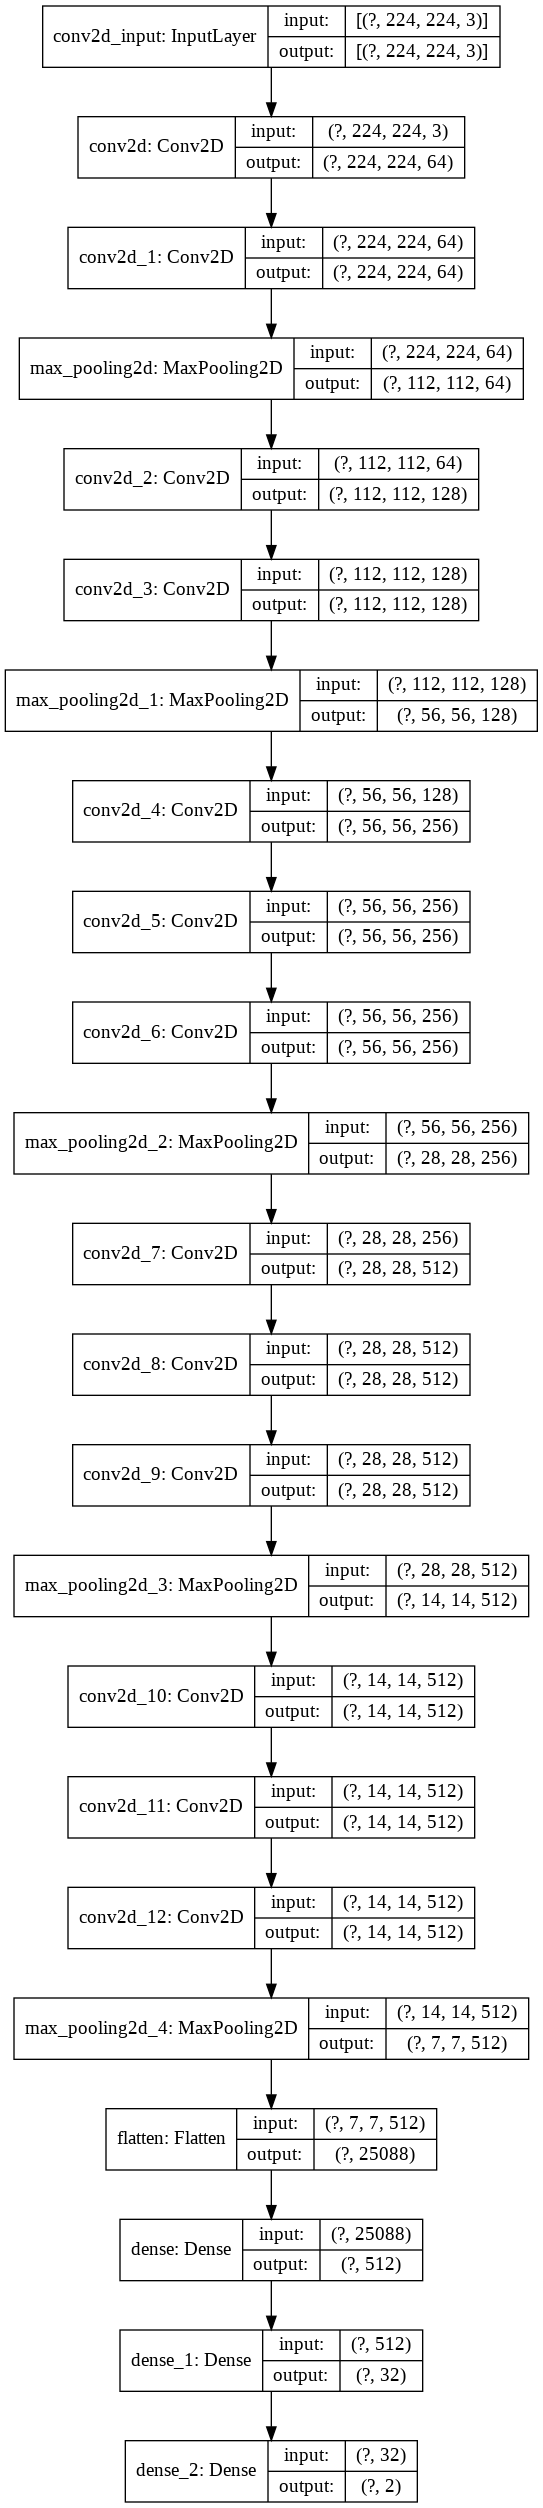 conv2d_input: InputLayer
input: [(?, 224, 224, 3)]
output: [(?, 224, 224, 3)]
conv2d: Conv2D
input: (?, 224, 224, 3)
output: (?, 224, 224, 64)
conv2d_1: Conv2D
input: (?, 224, 224, 64)
output: (?, 224, 224, 64)
max_pooling2d: MaxPooling2D
input: (?, 224, 224, 64)
output: (?, 112, 112, 64)
conv2d_2: Conv2D
input: (?, 112, 112, 64)
output: (?, 112, 112, 128)
conv2d_3: Conv2D
input: (?, 112, 112, 128)
output: (?, 112, 112, 128)
max_pooling2d_1: MaxPooling2D
input: (?, 112, 112, 128)
output: (?, 56, 56, 128)
conv2d_4: Conv2D
input: (?, 56, 56, 128)
output: (?, 56, 56, 256)
conv2d_5: Conv2D
input: (?, 56, 56, 256)
output: (?, 56, 56, 256)
conv2d_6: Conv2D
input: (?, 56, 56, 256)
output: (?, 56, 56, 256)
max_pooling2d_2: MaxPooling2D
input: (?, 56, 56, 256)
output: (?, 28, 28, 256)
conv2d_7: Conv2D
input: (?, 28, 28, 256)
output: (?, 28, 28, 512)
conv2d_8: Conv2D
input: (?, 28, 28, 512)
output: (?, 28, 28, 512)
conv2d_9: Conv2D
input: (?, 28, 28, 512)
output: (?, 28, 28, 512)
max_pooling2d_3: MaxPooling2D
input: (?, 28, 28, 512)
output: (?, 14, 14, 512)
conv2d_10: Conv2D
input: (?, 14, 14, 512)
output: (?, 14, 14, 512)
conv2d_11: Conv2D
input: (?, 14, 14, 512)
output: (?, 14, 14, 512)
conv2d_12: Conv2D
input: (?, 14, 14, 512)
output: (?, 14, 14, 512)
max_pooling2d_4: MaxPooling2D
input: (?, 14, 14, 512)
output: (?, 7, 7, 512)
flatten: Flatten
input: (?, 7, 7, 512)
output: (?, 25088)
dense: Dense
input: (?, 25088)
output: (?, 512)
dense_1: Dense
input: (?, 512)
output: (?, 32)
dense_2: Dense
input: (?, 32)
output: (?, 2)